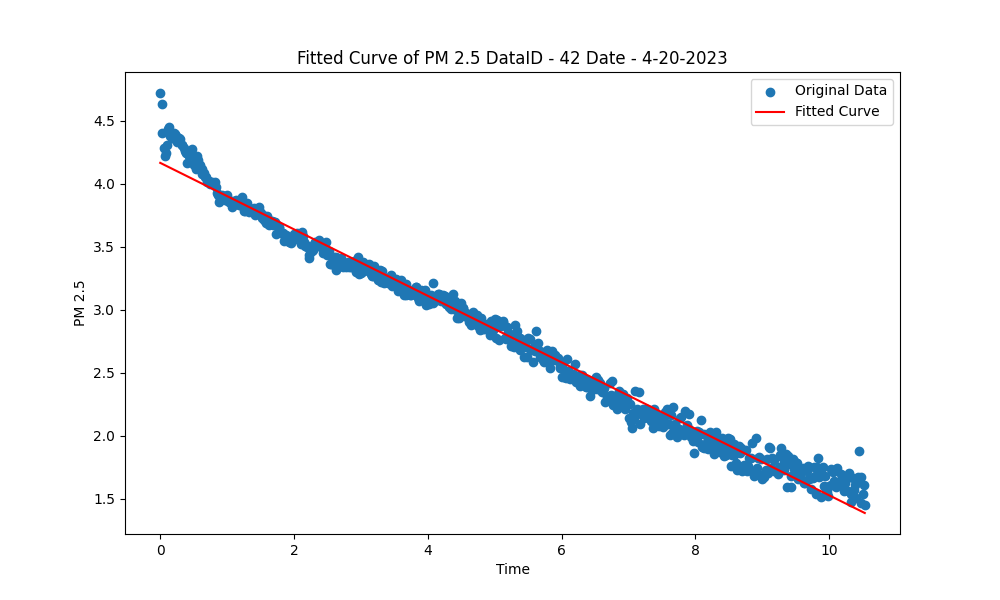 Fitted Curve of PM 2.5 DataID - 42 Date - 4-20-2023
Original Data
Fitted Curve
PM 2.5
4.5
4.0
3.5
3.0
2.5
2.0
1.5
0 2 4 6 8 10
Time